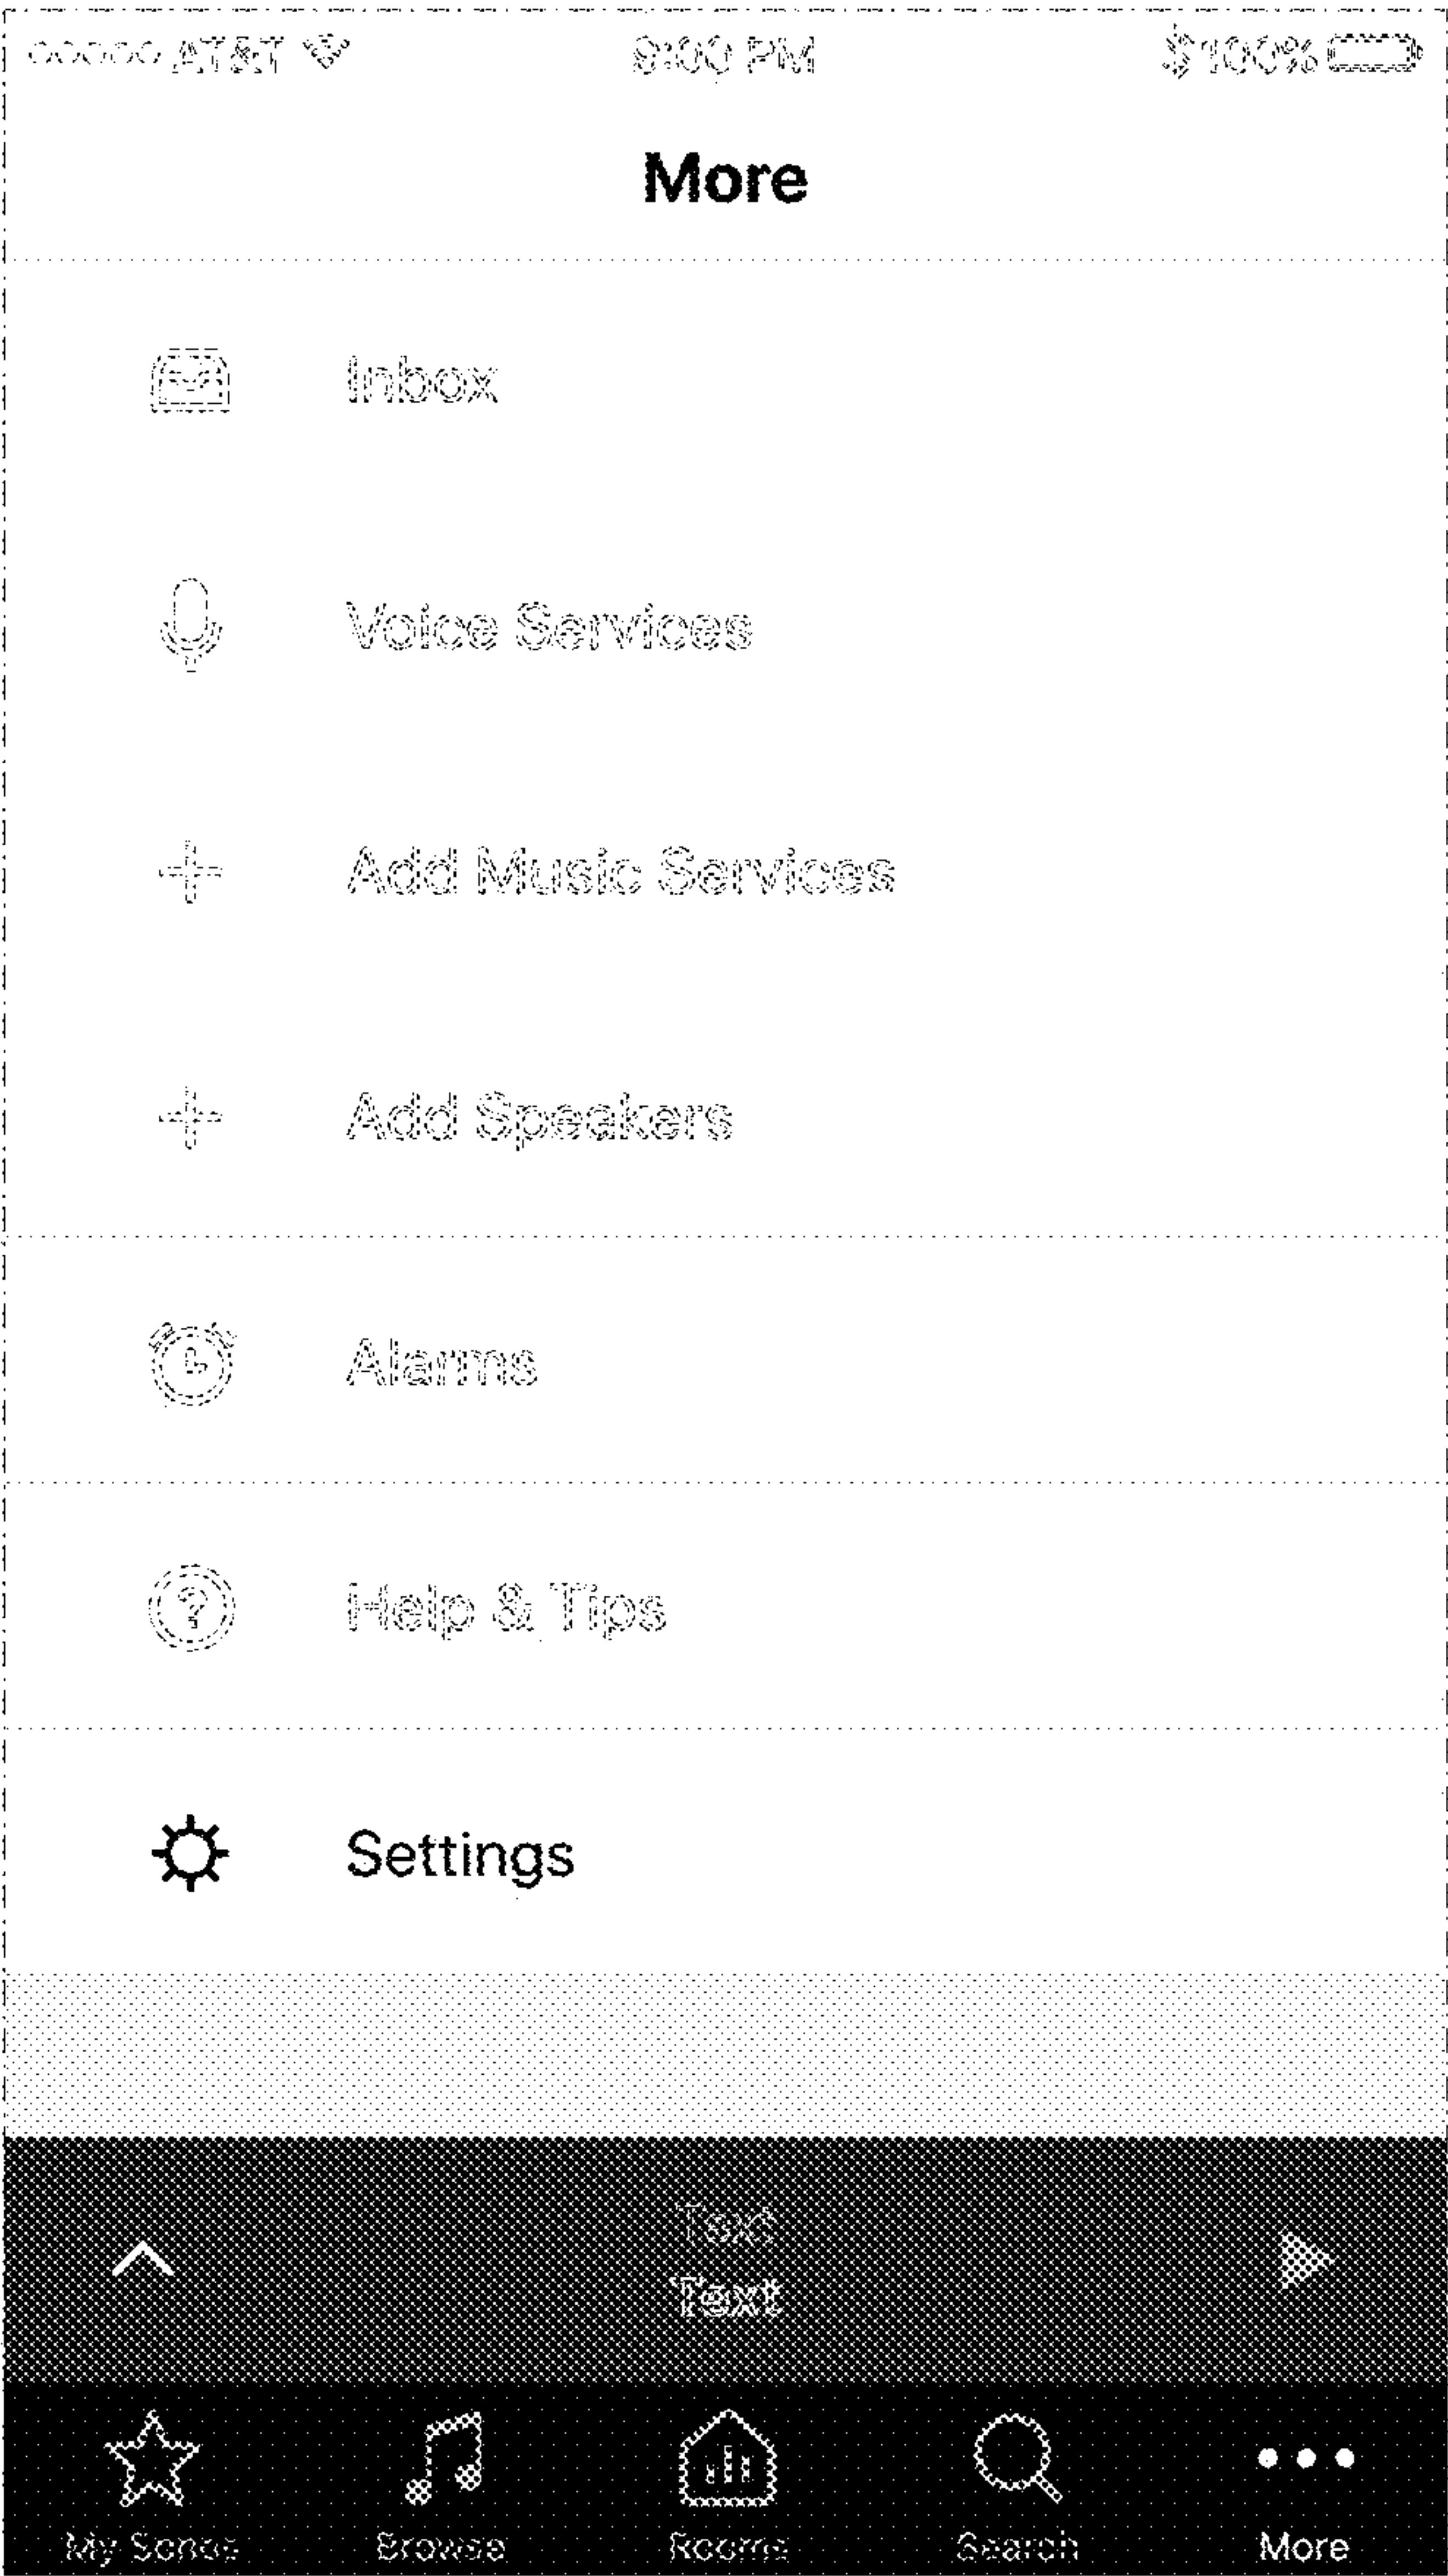 AT&T 9:00 PM 100%
More
Inbox
Voice Services
Add Music Services
Add Speakers
Alarms
?
Help & Tips
Settings
Text
Text
My Sonos Browse Rooms Search More